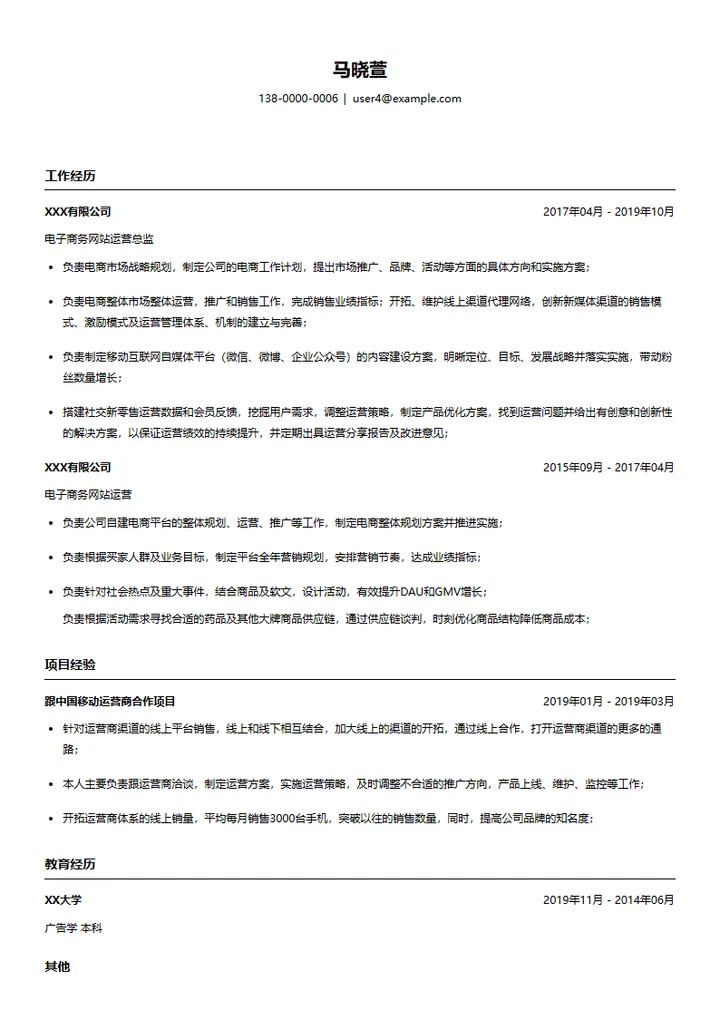 马晓萱
138-0000-0006 | user4@example.com
工作经历
XXX有限公司 2017年04月 - 2019年10月
电子商务网站运营总监
• 负责电商市场战略规划，制定公司的电商工作计划，提出市场推广、品牌、活动等方面的具体方向和实施方案；
• 负责电商整体市场整体运营，推广和销售工作，完成销售业绩指标；开拓、维护线上渠道代理网络，创新新媒体渠道的销售模
式、激励模式及运营管理体系、机制的建立与完善；
• 负责制定移动互联网自媒体平台（微信、微博、企业公众号）的内容建设方案，明晰定位、目标、发展战略并落实实施，带动粉
丝数量增长；
• 搭建社交新零售运营数据和会员反馈，挖掘用户需求，调整运营策略，制定产品优化方案，找到运营问题并给出有创意和创新性
的解决方案，以保证运营绩效的持续提升，并定期出具运营分享报告及改进意见；
XXX有限公司 2015年09月 - 2017年04月
电子商务网站运营
• 负责公司自建电商平台的整体规划、运营、推广等工作，制定电商整体规划方案并推进实施；
• 负责根据买家人群及业务目标，制定平台全年营销规划，安排营销节奏，达成业绩指标；
• 负责针对社会热点及重大事件，结合商品及软文，设计活动，有效提升DAU和GMV增长；
负责根据活动需求寻找合适的药品及其他大牌商品供应链，通过供应链谈判，时刻优化商品结构降低商品成本；
项目经验
跟中国移动运营商合作项目 2019年01月 - 2019年03月
• 针对运营商渠道的线上平台销售，线上和线下相互结合，加大线上的渠道的开拓，通过线上合作，打开运营商渠道的更多的通
路；
• 本人主要负责跟运营商洽谈，制定运营方案，实施运营策略，及时调整不合适的推广方向，产品上线、维护、监控等工作；
• 开拓运营商体系的线上销量，平均每月销售3000台手机，突破以往的销售数量，同时，提高公司品牌的知名度；
教育经历
XX大学 2019年11月 - 2014年06月
广告学 本科
其他